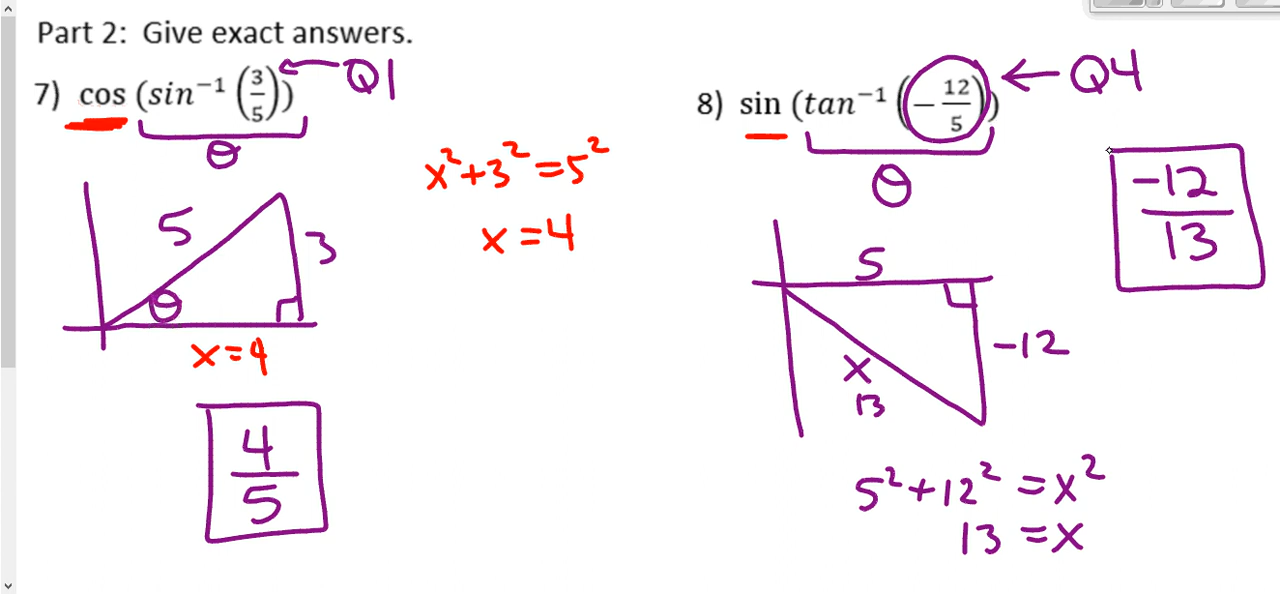 Part 2: Give exact answers.
7) cos (sin⁻¹ (3/5))
Q1
θ
x² + 3² = 5²
x = 4
5
3
θ
x = 4
4/5
8) sin (tan⁻¹ (− 12/5))
Q4
θ
-12/13
5
-12
x
13
5² + 12² = x²
13 = x